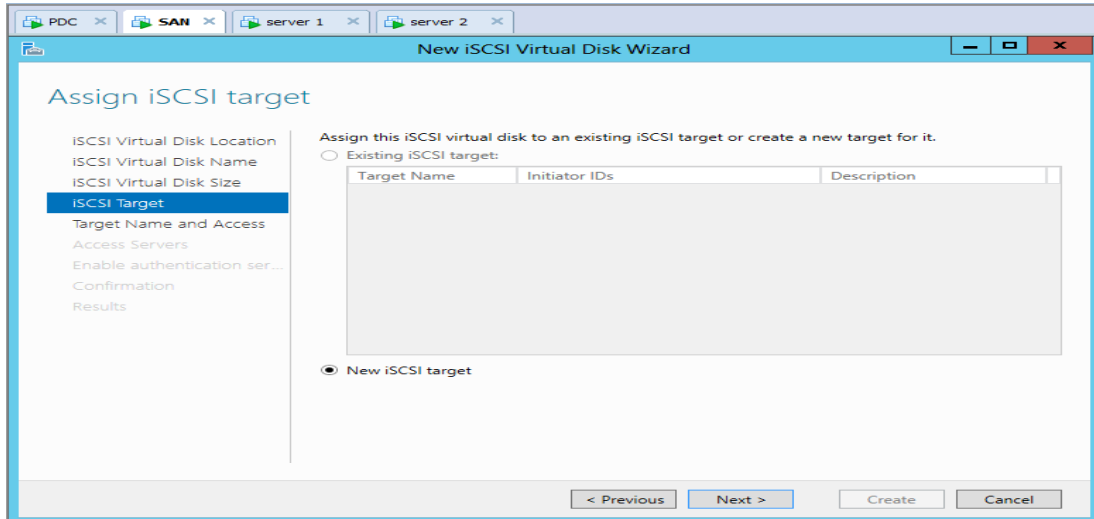 PDC SAN server 1 server 2
New iSCSI Virtual Disk Wizard
Assign iSCSI target
iSCSI Virtual Disk Location
iSCSI Virtual Disk Name
iSCSI Virtual Disk Size
iSCSI Target
Target Name and Access
Access Servers
Enable authentication ser...
Confirmation
Results
Assign this iSCSI virtual disk to an existing iSCSI target or create a new target for it.
Existing iSCSI target:
Target Name Initiator IDs Description
New iSCSI target
< Previous Next > Create Cancel